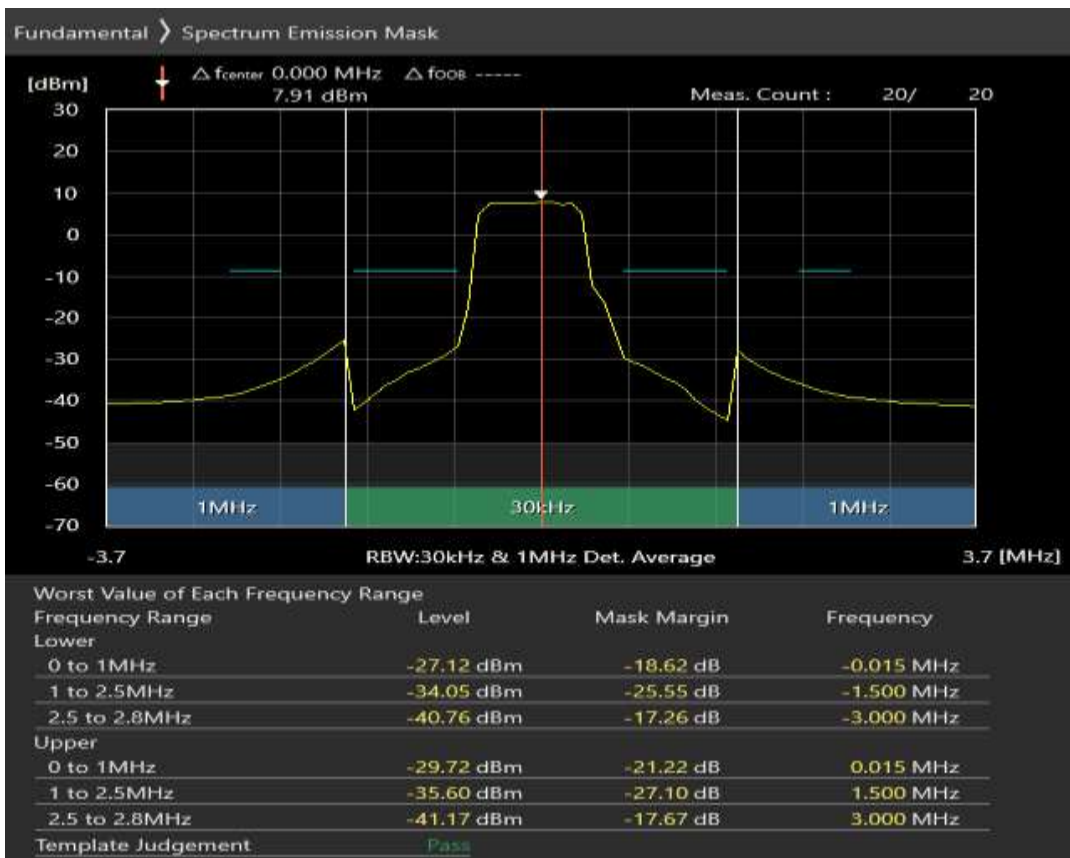 Fundamental 〉 Spectrum Emission Mask
[dBm] △ fcenter 0.000 MHz △ fOOB -----
7.91 dBm Meas. Count : 20/ 20
30
20
10
0
-10
-20
-30
-40
-50
-60
-70
1MHz 30kHz 1MHz
-3.7 RBW:30kHz & 1MHz Det. Average 3.7 [MHz]
Worst Value of Each Frequency Range
Frequency Range Level Mask Margin Frequency
Lower
0 to 1MHz -27.12 dBm -18.62 dB -0.015 MHz
1 to 2.5MHz -34.05 dBm -25.55 dB -1.500 MHz
2.5 to 2.8MHz -40.76 dBm -17.26 dB -3.000 MHz
Upper
0 to 1MHz -29.72 dBm -21.22 dB 0.015 MHz
1 to 2.5MHz -35.60 dBm -27.10 dB 1.500 MHz
2.5 to 2.8MHz -41.17 dBm -17.67 dB 3.000 MHz
Template Judgement Pass